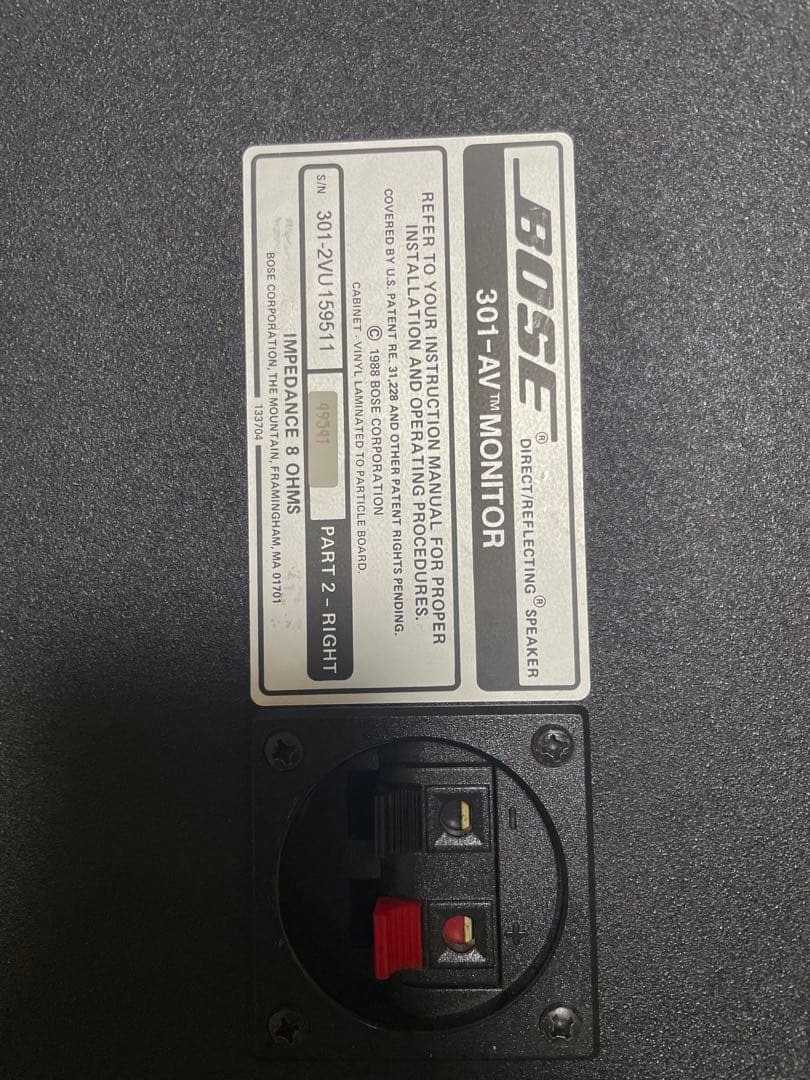 BOSE® DIRECT/REFLECTING® SPEAKER
301-AV™ MONITOR
REFER TO YOUR INSTRUCTION MANUAL FOR PROPER
INSTALLATION AND OPERATING PROCEDURES.
COVERED BY U.S. PATENT RE. 31,228 AND OTHER PATENT RIGHTS PENDING.
© 1988 BOSE CORPORATION
CABINET - VINYL LAMINATED TO PARTICLE BOARD.
S/N 301-2VU159511 PART 2 - RIGHT
IMPEDANCE 8 OHMS
BOSE CORPORATION, THE MOUNTAIN, FRAMINGHAM, MA 01701
133704
- +